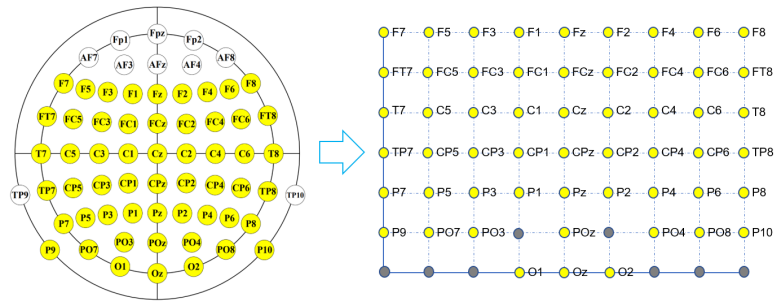 Fp1 Fpz Fp2
AF7 AF3 AFz AF4 AF8
F7 F5 F3 F1 Fz F2 F4 F6 F8
FT7 FC5 FC3 FC1 FCz FC2 FC4 FC6 FT8
T7 C5 C3 C1 Cz C2 C4 C6 T8
TP9 TP7 CP5 CP3 CP1 CPz CP2 CP4 CP6 TP8 TP10
P7 P5 P3 P1 Pz P2 P4 P6 P8
P9 PO7 PO3 POz PO4 PO8 P10
O1 Oz O2
F7 F5 F3 F1 Fz F2 F4 F6 F8
FT7 FC5 FC3 FC1 FCz FC2 FC4 FC6 FT8
T7 C5 C3 C1 Cz C2 C4 C6 T8
TP7 CP5 CP3 CP1 CPz CP2 CP4 CP6 TP8
P7 P5 P3 P1 Pz P2 P4 P6 P8
P9 PO7 PO3 POz PO4 PO8 P10
O1 Oz O2